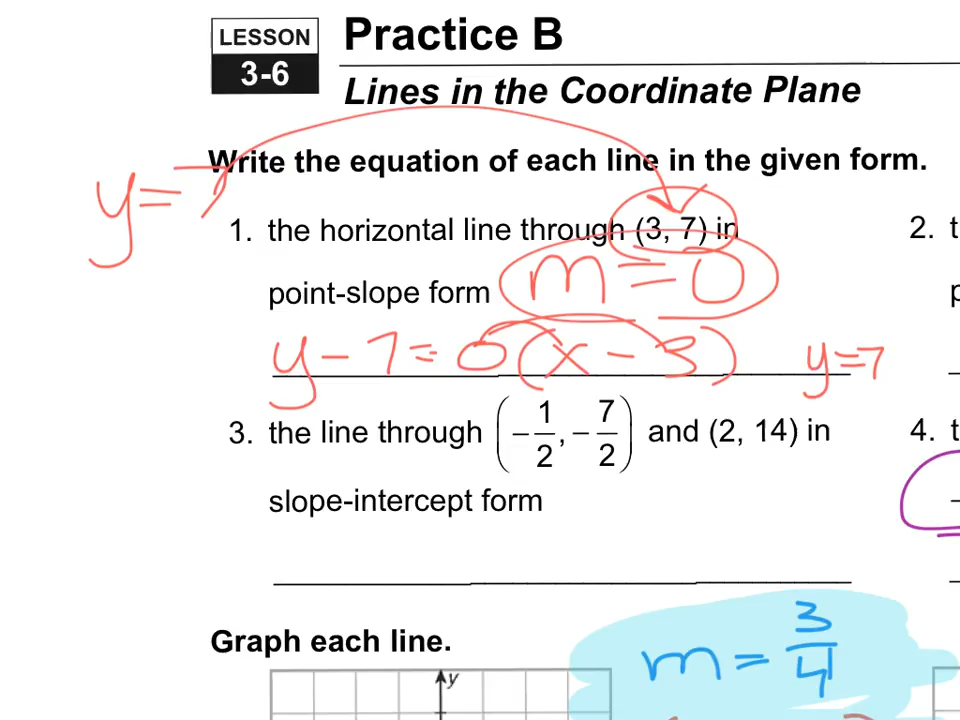 LESSON
3-6
Practice B
Lines in the Coordinate Plane
Write the equation of each line in the given form.
y = 7
1. the horizontal line through (3, 7) in
point-slope form
m = 0
y - 7 = 0(x - 3)
y = 7
2. t
p
3. the line through (-1/2, -7/2) and (2, 14) in
slope-intercept form
4. t
Graph each line.
m = 3/4
y